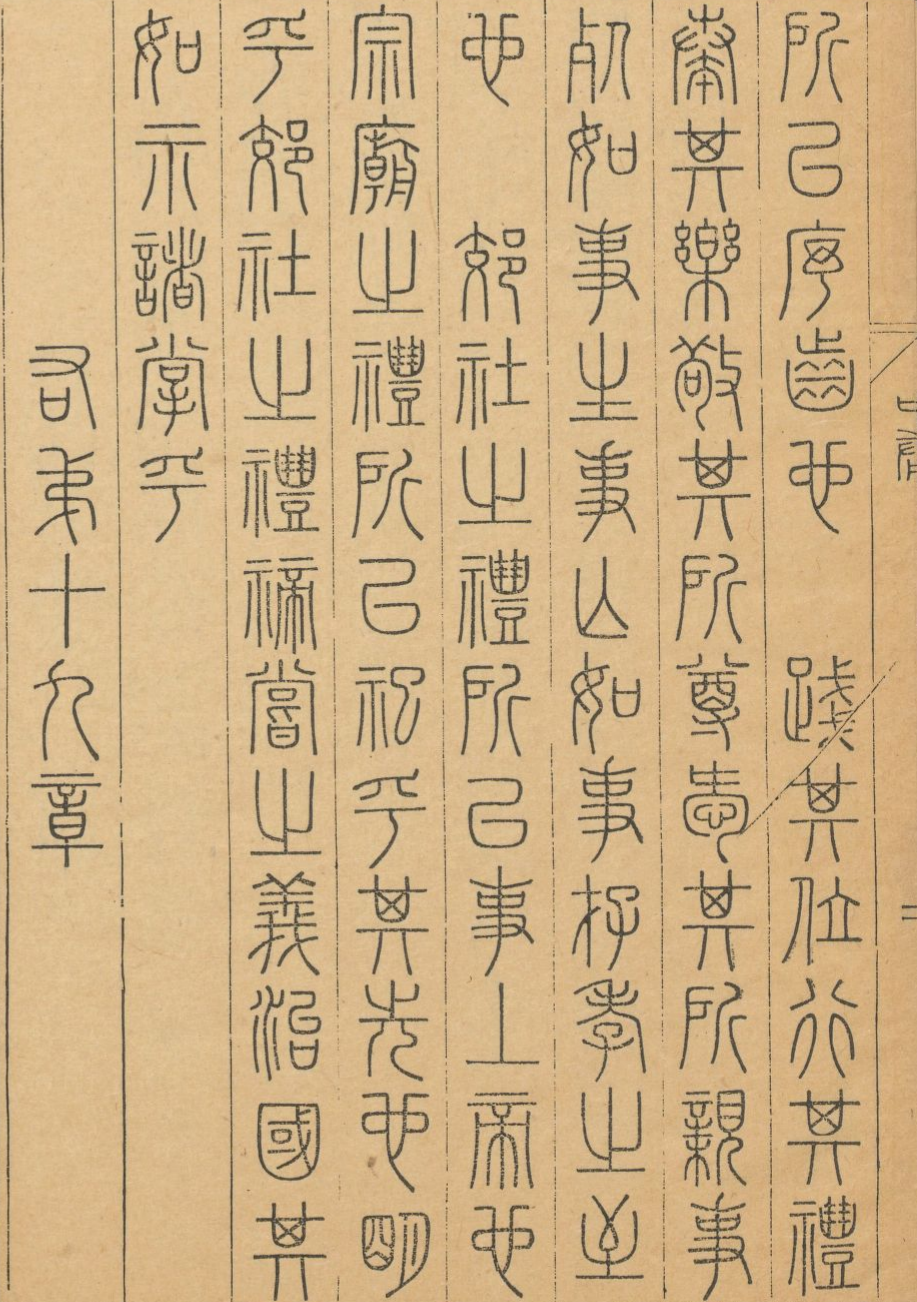 所以序齒也　踐其位行其禮
奏其樂敬其所尊愛其所親事
死如事生事亡如事存孝之至
也　郊社之禮所以事上帝也
宗廟之禮所以祀乎其先也明
乎郊社之禮禘嘗之義治國其
如示諸掌乎
右第十九章